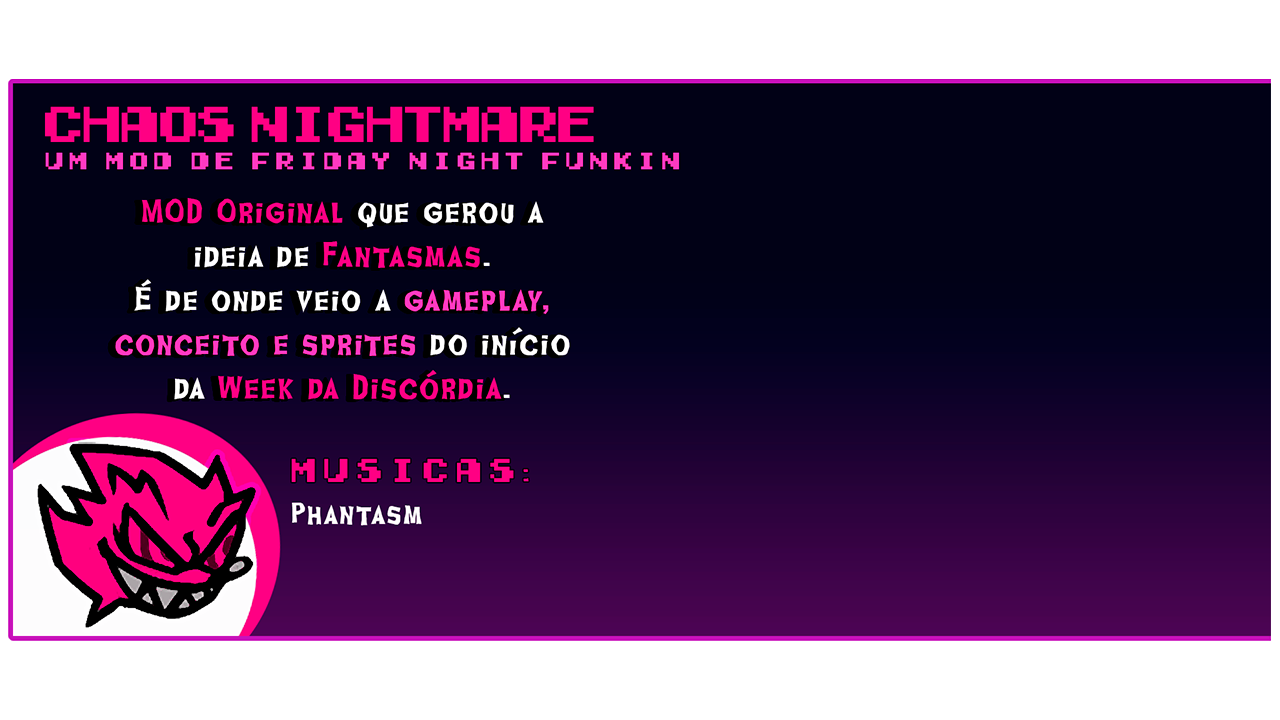 CHAOS NIGHTMARE
UM MOD DE FRIDAY NIGHT FUNKIN
MOD Original que gerou a
ideia de Fantasmas.
É de onde veio a gameplay,
conceito e sprites do início
da Week da Discórdia.
MUSICAS:
Phantasm